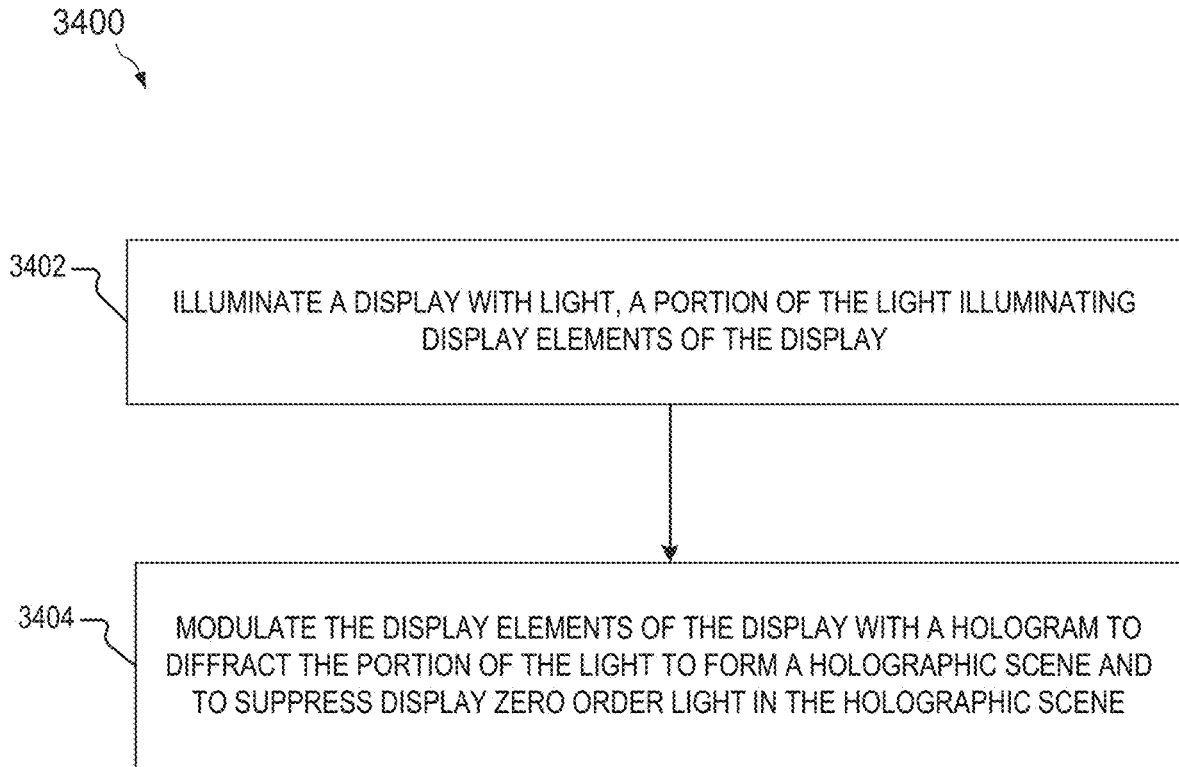 3400
3402
ILLUMINATE A DISPLAY WITH LIGHT, A PORTION OF THE LIGHT ILLUMINATING
DISPLAY ELEMENTS OF THE DISPLAY
3404
MODULATE THE DISPLAY ELEMENTS OF THE DISPLAY WITH A HOLOGRAM TO
DIFFRACT THE PORTION OF THE LIGHT TO FORM A HOLOGRAPHIC SCENE AND
TO SUPPRESS DISPLAY ZERO ORDER LIGHT IN THE HOLOGRAPHIC SCENE